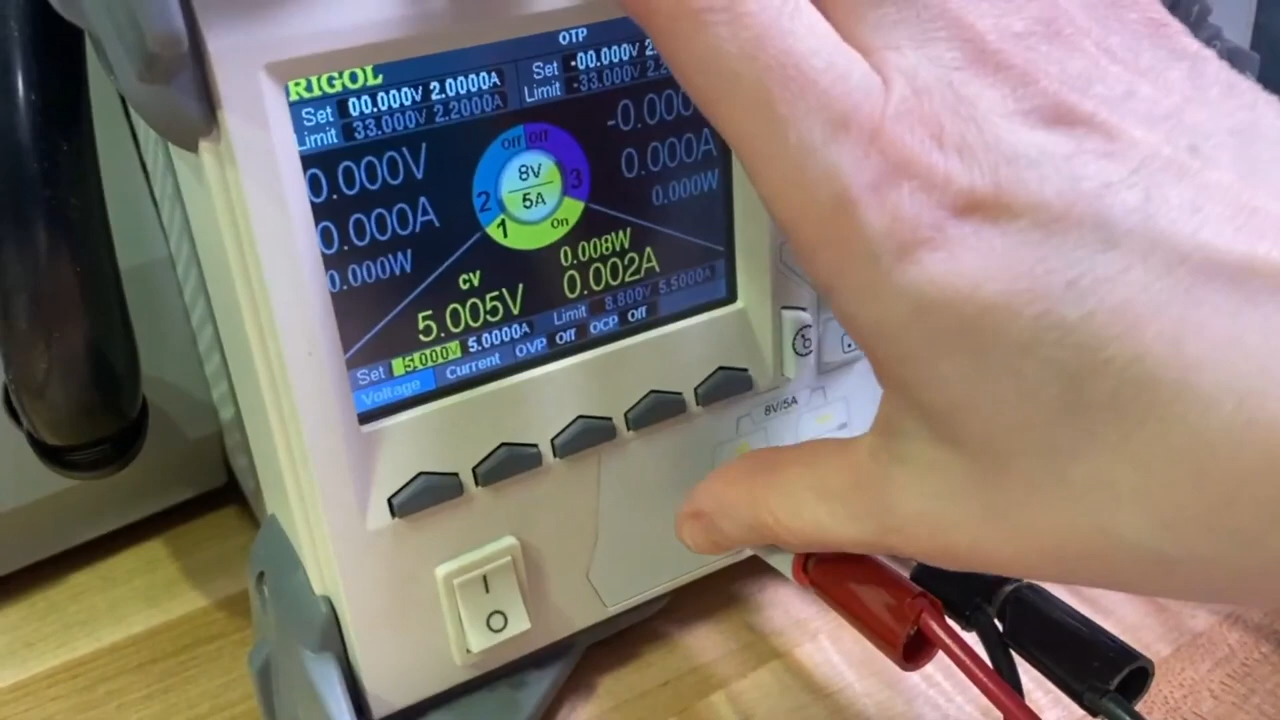 RIGOL
OTP
Set 00.000V 2.0000A
Limit 33.000V 2.2000A
Set -00.000V 2.
Limit -33.000V 2.2
0.000V
0.000A
0.000W
Off Off
8V
5A
2
3
1
On
-0.000
0.000A
0.000W
CV
5.005V
0.008W
0.002A
Set 5.000V 5.0000A
Limit 8.800V 5.5000A
Voltage Current OVP Off OCP Off
8V/5A
I
O